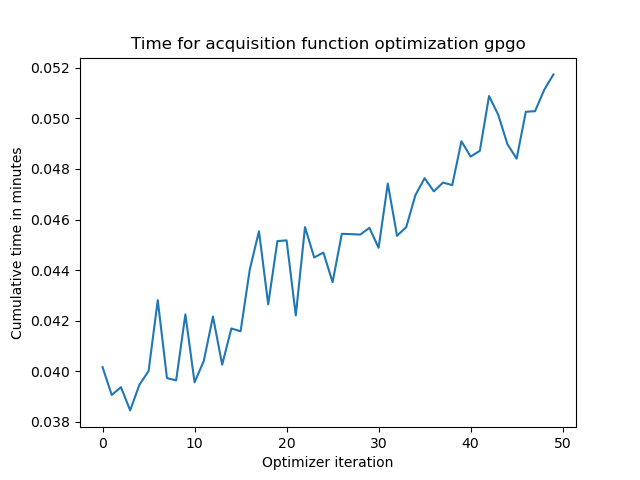 Time for acquisition function optimization gpgo
0.052
0.050
0.048
0.046
0.044
0.042
0.040
0.038
Cumulative time in minutes
0 10 20 30 40 50
Optimizer iteration